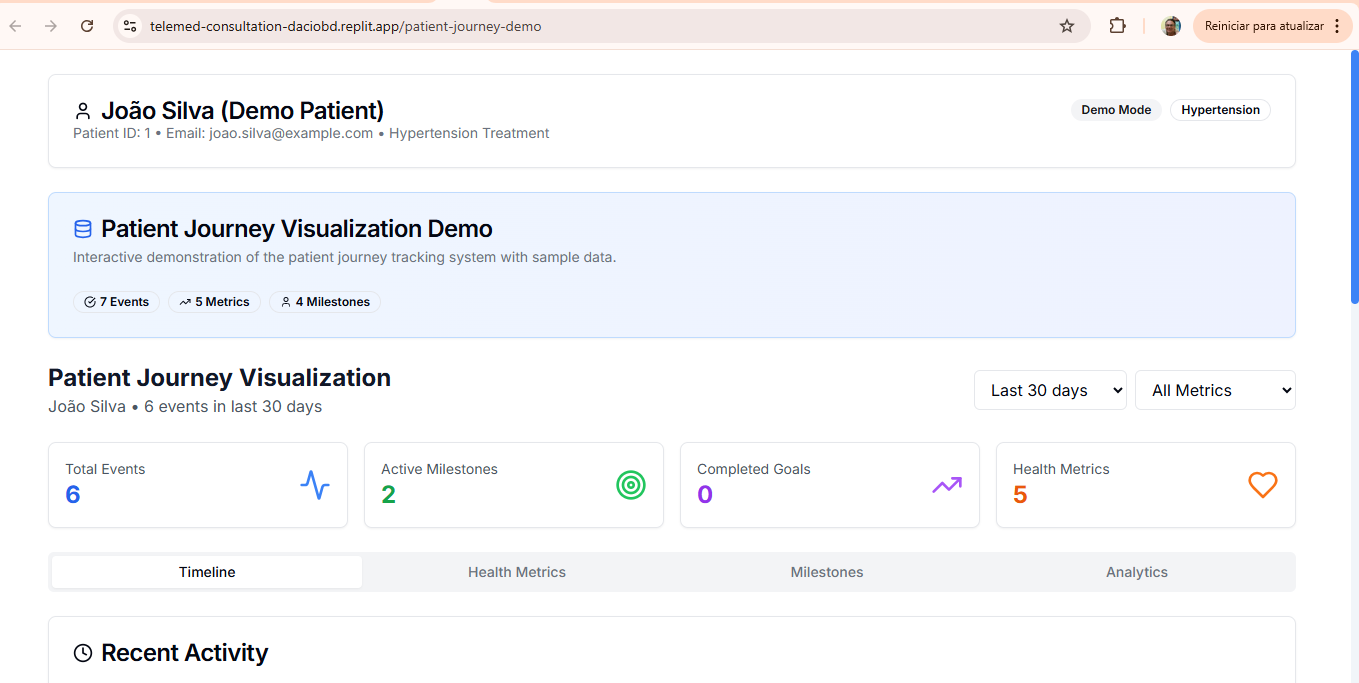 telemed-consultation-daciobd.replit.app/patient-journey-demo
Reiniciar para atualizar
João Silva (Demo Patient)
Demo Mode
Hypertension
Patient ID: 1 • Email: joao.silva@example.com • Hypertension Treatment
Patient Journey Visualization Demo
Interactive demonstration of the patient journey tracking system with sample data.
7 Events
5 Metrics
4 Milestones
Patient Journey Visualization
João Silva • 6 events in last 30 days
Last 30 days
All Metrics
Total Events
6
Active Milestones
2
Completed Goals
0
Health Metrics
5
Timeline
Health Metrics
Milestones
Analytics
Recent Activity